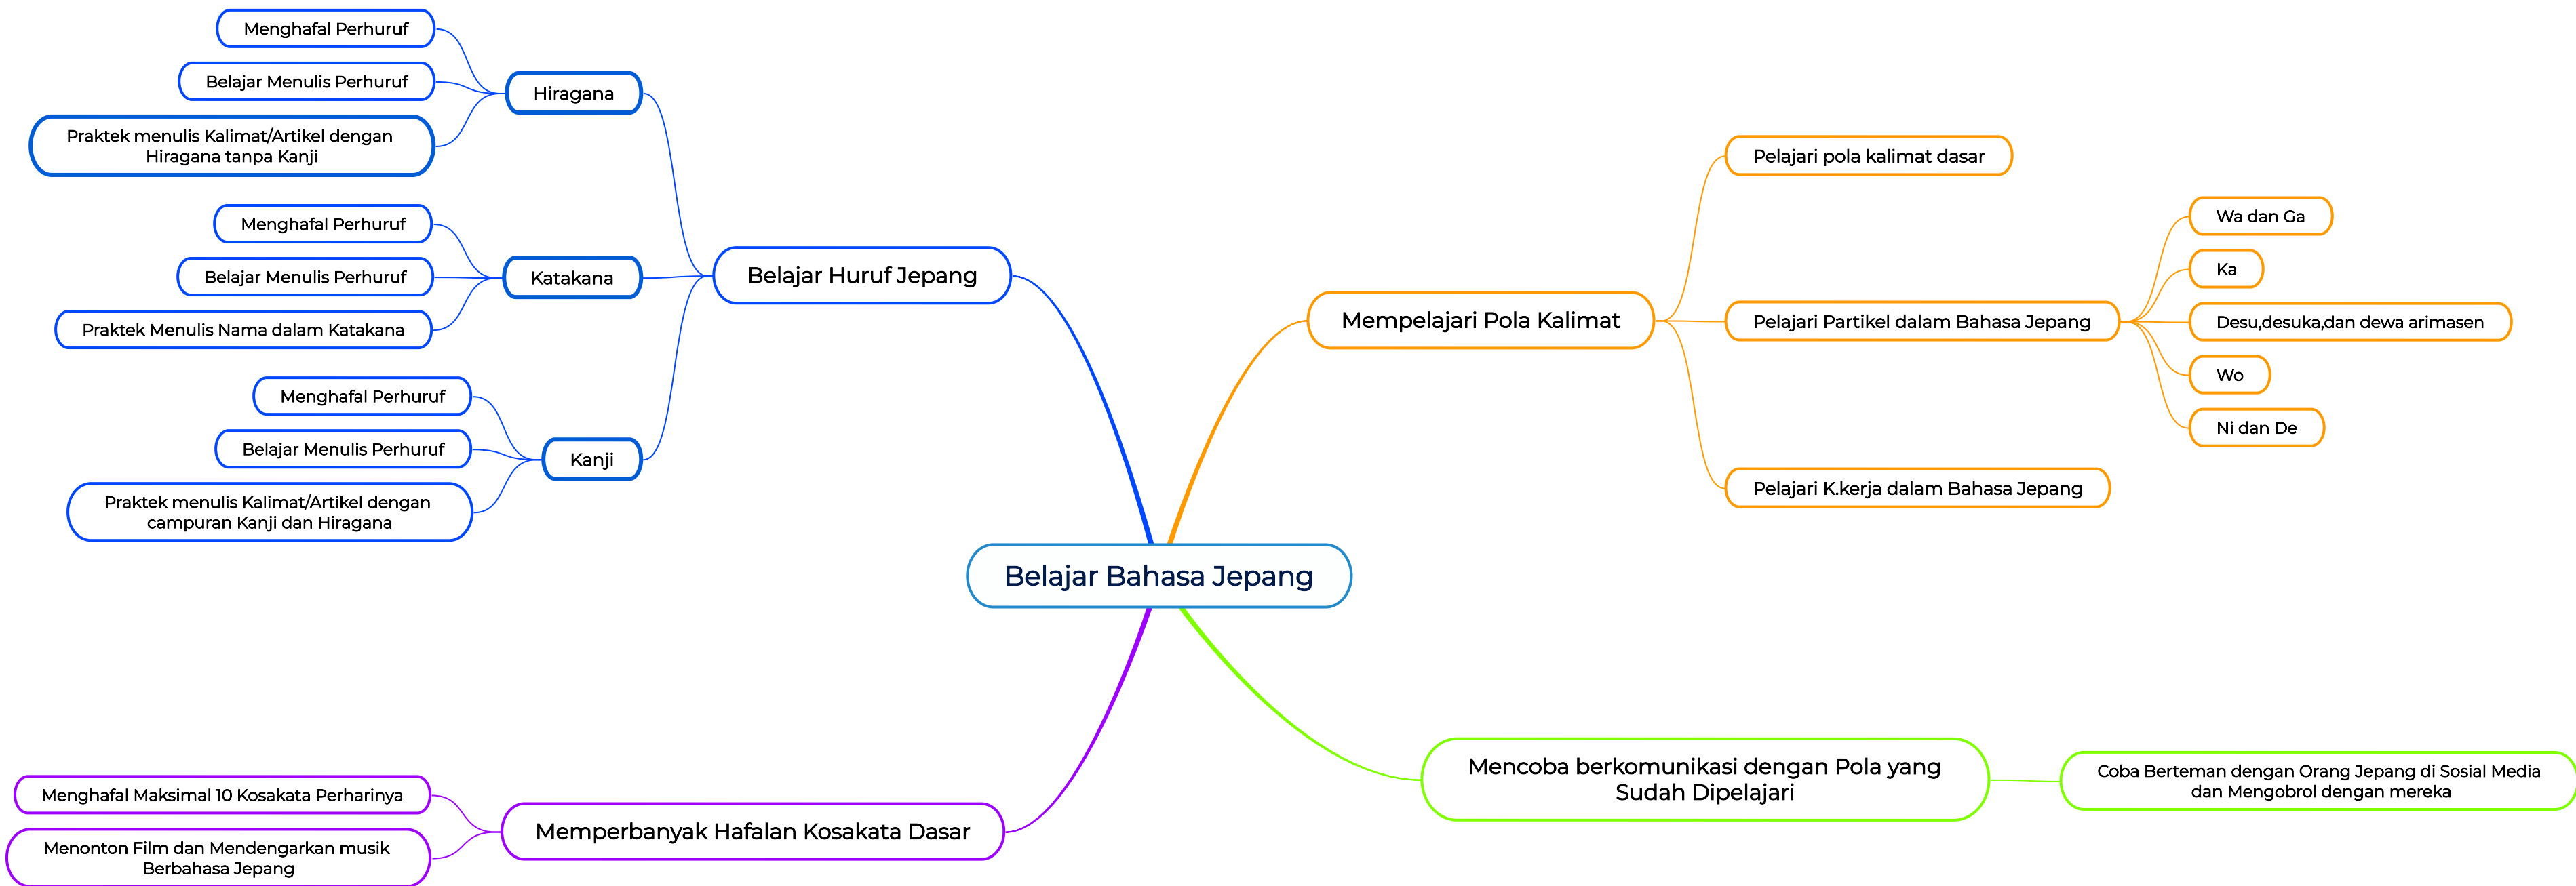 Belajar Bahasa Jepang
Belajar Huruf Jepang
Hiragana
Menghafal Perhuruf
Belajar Menulis Perhuruf
Praktek menulis Kalimat/Artikel dengan
Hiragana tanpa Kanji
Katakana
Menghafal Perhuruf
Belajar Menulis Perhuruf
Praktek Menulis Nama dalam Katakana
Kanji
Menghafal Perhuruf
Belajar Menulis Perhuruf
Praktek menulis Kalimat/Artikel dengan
campuran Kanji dan Hiragana
Mempelajari Pola Kalimat
Pelajari pola kalimat dasar
Pelajari Partikel dalam Bahasa Jepang
Wa dan Ga
Ka
Desu,desuka,dan dewa arimasen
Wo
Ni dan De
Pelajari K.kerja dalam Bahasa Jepang
Memperbanyak Hafalan Kosakata Dasar
Menghafal Maksimal 10 Kosakata Perharinya
Menonton Film dan Mendengarkan musik
Berbahasa Jepang
Mencoba berkomunikasi dengan Pola yang
Sudah Dipelajari
Coba Berteman dengan Orang Jepang di Sosial Media
dan Mengobrol dengan mereka